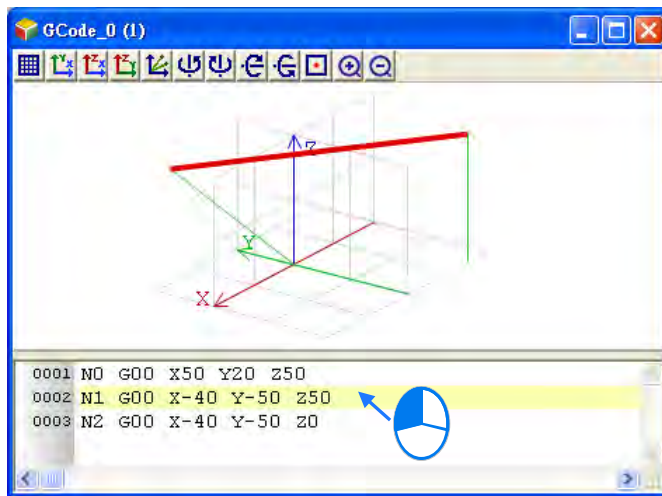 GCode_0 (1)
Z
Y
X
0001 N0 G00 X50 Y20 Z50
0002 N1 G00 X-40 Y-50 Z50
0003 N2 G00 X-40 Y-50 Z0